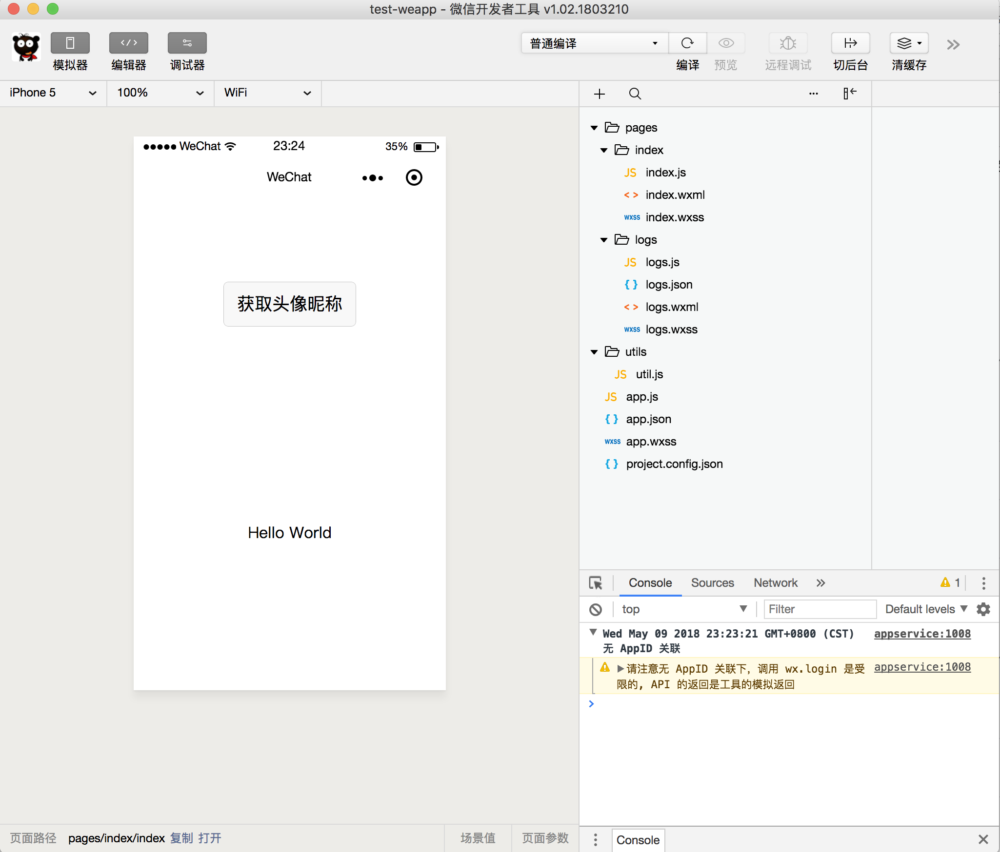 test-weapp - 微信开发者工具 v1.02.1803210
模拟器
编辑器
调试器
普通编译
编译
预览
远程调试
切后台
清缓存
iPhone 5
100%
WiFi
WeChat
23:24
35%
WeChat
获取头像昵称
Hello World
页面路径 pages/index/index 复制 打开
场景值
页面参数
pages
index
JS index.js
< > index.wxml
wxss index.wxss
logs
JS logs.js
{ } logs.json
< > logs.wxml
wxss logs.wxss
utils
JS util.js
JS app.js
{ } app.json
wxss app.wxss
{ } project.config.json
Console
Sources
Network
1
top
Filter
Default levels
Wed May 09 2018 23:23:21 GMT+0800 (CST) appservice:1008
无 AppID 关联
请注意无 AppID 关联下，调用 wx.login 是受 appservice:1008
限的, API 的返回是工具的模拟返回
Console